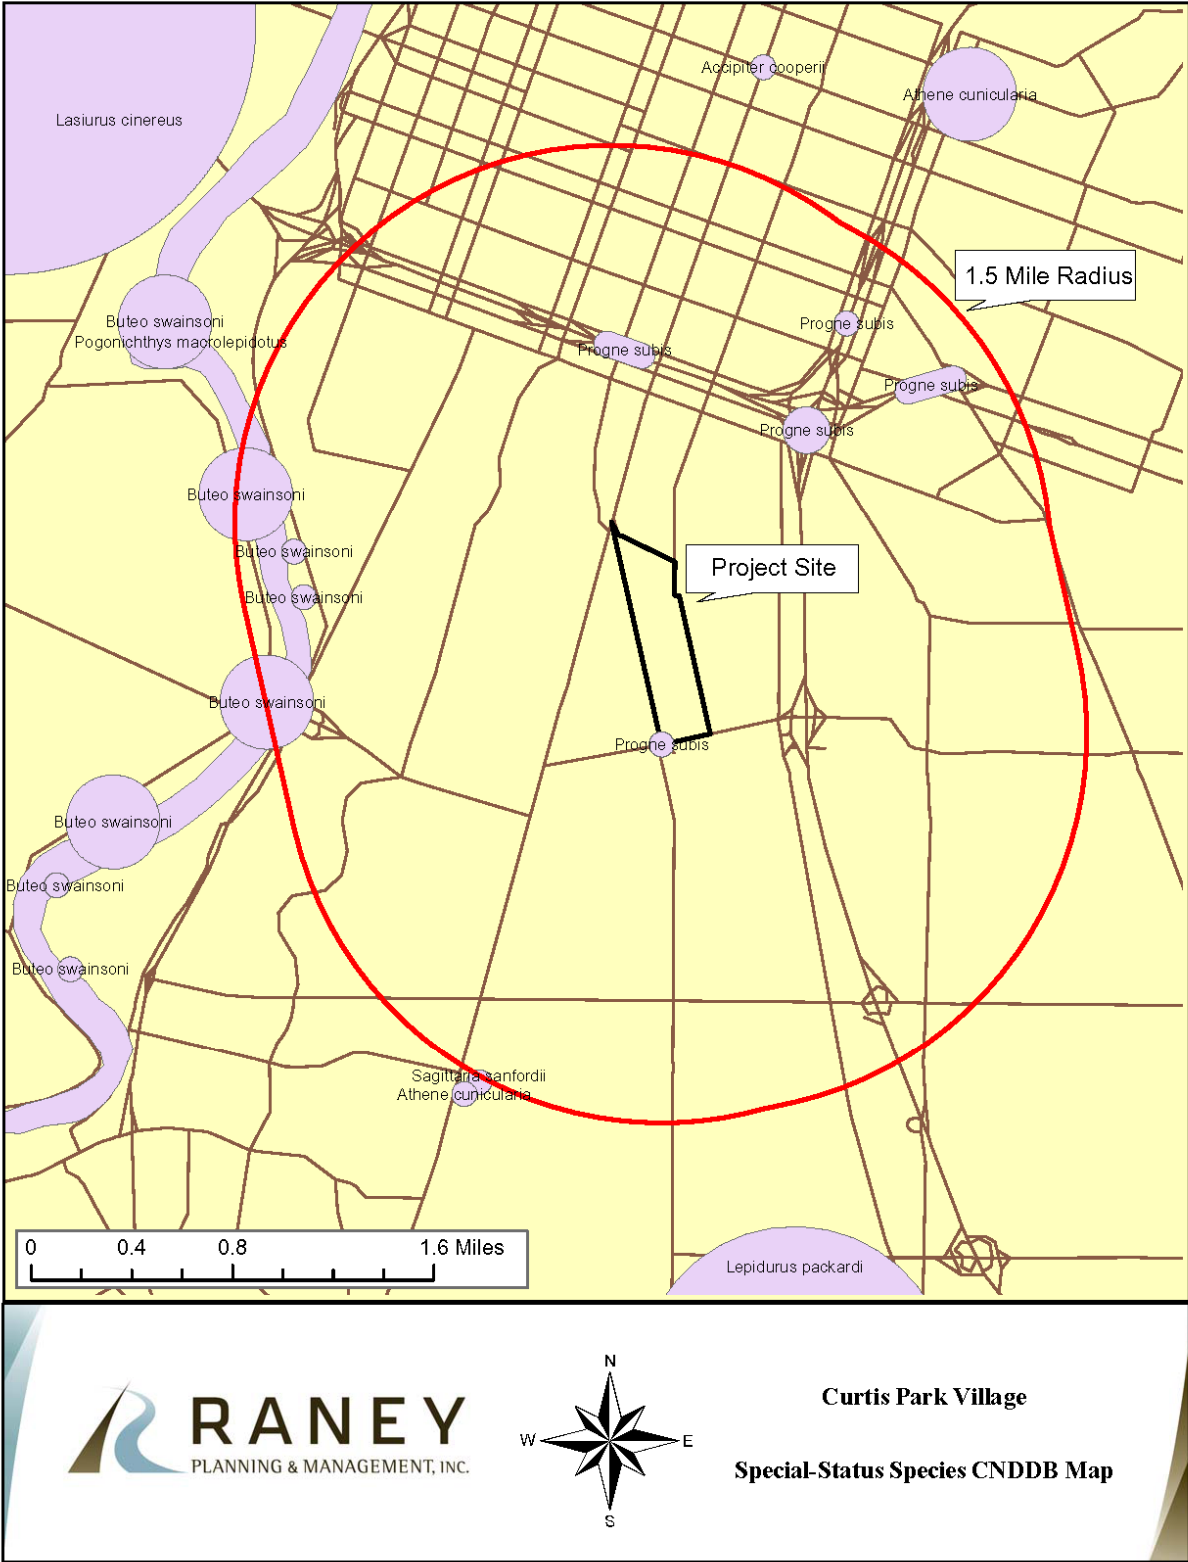 Accipiter cooperii
Athene cunicularia
Lasiurus cinereus
1.5 Mile Radius
Buteo swainsoni
Pogonichthys macrolepidotus
Progne subis
Progne subis
Progne subis
Progne subis
Buteo swainsoni
Buteo swainsoni
Project Site
Buteo swainsoni
Buteo swainsoni
Progne subis
Buteo swainsoni
Buteo swainsoni
Buteo swainsoni
Sagittaria sanfordii
Athene cunicularia
0 0.4 0.8 1.6 Miles
Lepidurus packardi
RANEY
PLANNING & MANAGEMENT, INC.
N
W E
S
Curtis Park Village
Special-Status Species CNDDB Map